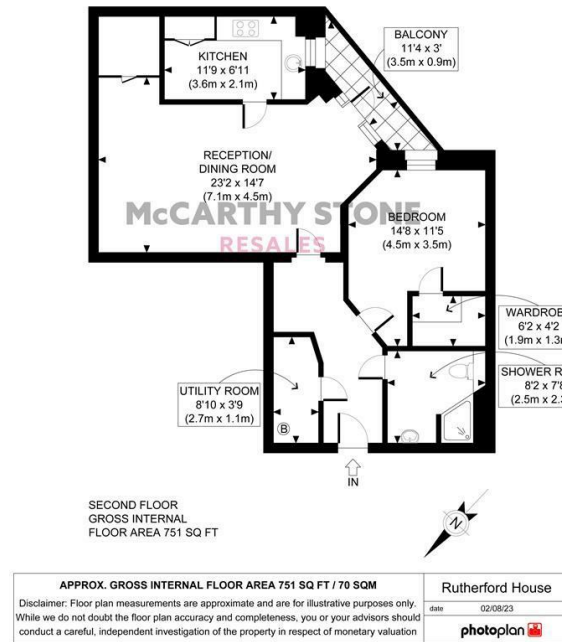 BALCONY
11'4 x 3'
(3.5m x 0.9m)
KITCHEN
11'9 x 6'11
(3.6m x 2.1m)
RECEPTION/
DINING ROOM
23'2 x 14'7
(7.1m x 4.5m)
McCARTHY STONE
RESALES
BEDROOM
14'8 x 11'5
(4.5m x 3.5m)
WARDROBE
6'2 x 4'2
(1.9m x 1.3m
SHOWER R
8'2 x 7'8
(2.5m x 2.3
UTILITY ROOM
8'10 x 3'9
(2.7m x 1.1m)
B
IN
SECOND FLOOR
GROSS INTERNAL
FLOOR AREA 751 SQ FT
N
APPROX. GROSS INTERNAL FLOOR AREA 751 SQ FT / 70 SQM
Disclaimer: Floor plan measurements are approximate and are for illustrative purposes only.
While we do not doubt the floor plan accuracy and completeness, you or your advisors should
conduct a careful, independent investigation of the property in respect of monetary valuation
Rutherford House
date 02/08/23
photoplan